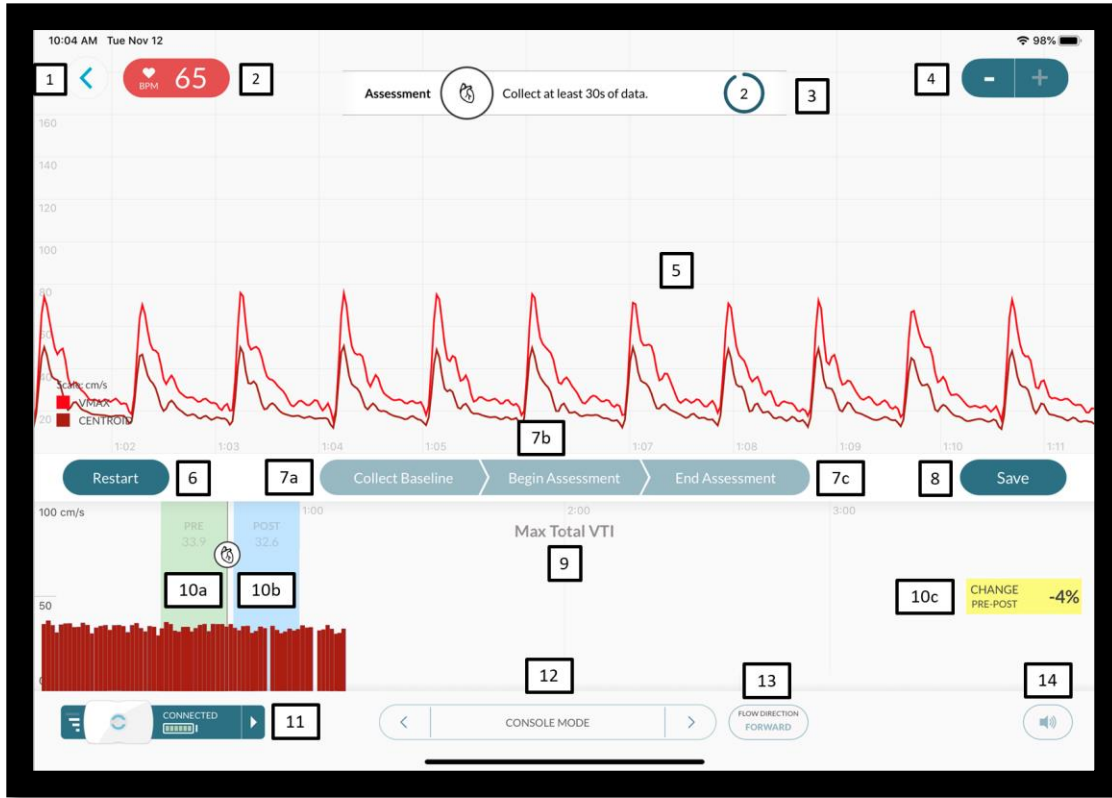 10:04 AM Tue Nov 12
98%
1
BPM 65
2
Assessment
Collect at least 30s of data.
2
3
4
- +
160
140
120
100
80
60
40
20
5
Scale: cm/s
VMAX
CENTROID
1:02 1:03 1:04 1:05 1:07 1:08 1:09 1:10 1:11
7b
Restart
6
7a
Collect Baseline
Begin Assessment
End Assessment
7c
8
Save
100 cm/s
1:00 2:00 3:00
PRE
33.9
POST
32.6
Max Total VTI
9
10a
10b
10c
CHANGE
PRE-POST
-4%
50
0
CONNECTED
11
12
< CONSOLE MODE >
13
FLOW DIRECTION
FORWARD
14